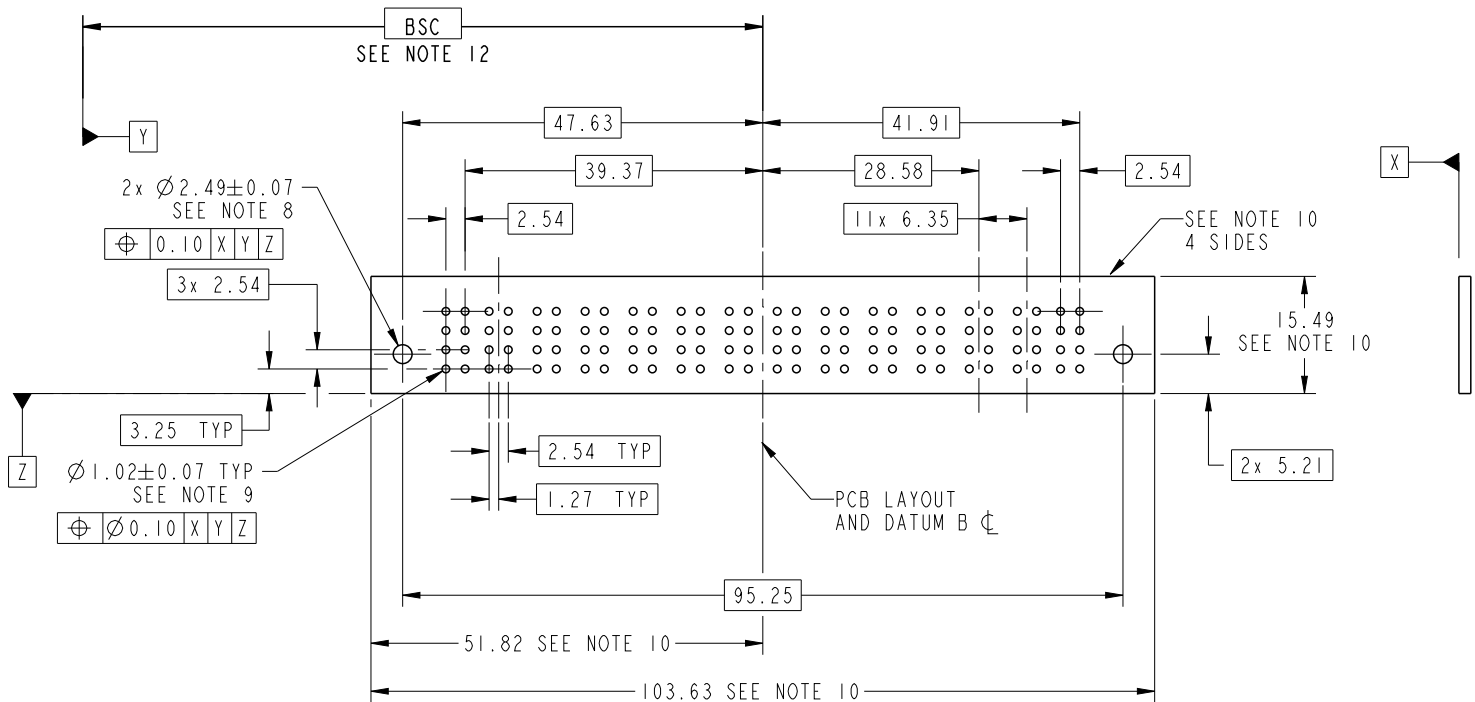 BSC
SEE NOTE 12
47.63
41.91
Y
X
39.37
28.58
2.54
2x Ø2.49±0.07
SEE NOTE 8
2.54
11x 6.35
SEE NOTE 10
4 SIDES
⌖ 0.10 X Y Z
3x 2.54
15.49
SEE NOTE 10
3.25 TYP
2.54 TYP
2x 5.21
Z
Ø1.02±0.07 TYP
SEE NOTE 9
1.27 TYP
PCB LAYOUT
AND DATUM B ℄
⌖ Ø0.10 X Y Z
95.25
51.82 SEE NOTE 10
103.63 SEE NOTE 10